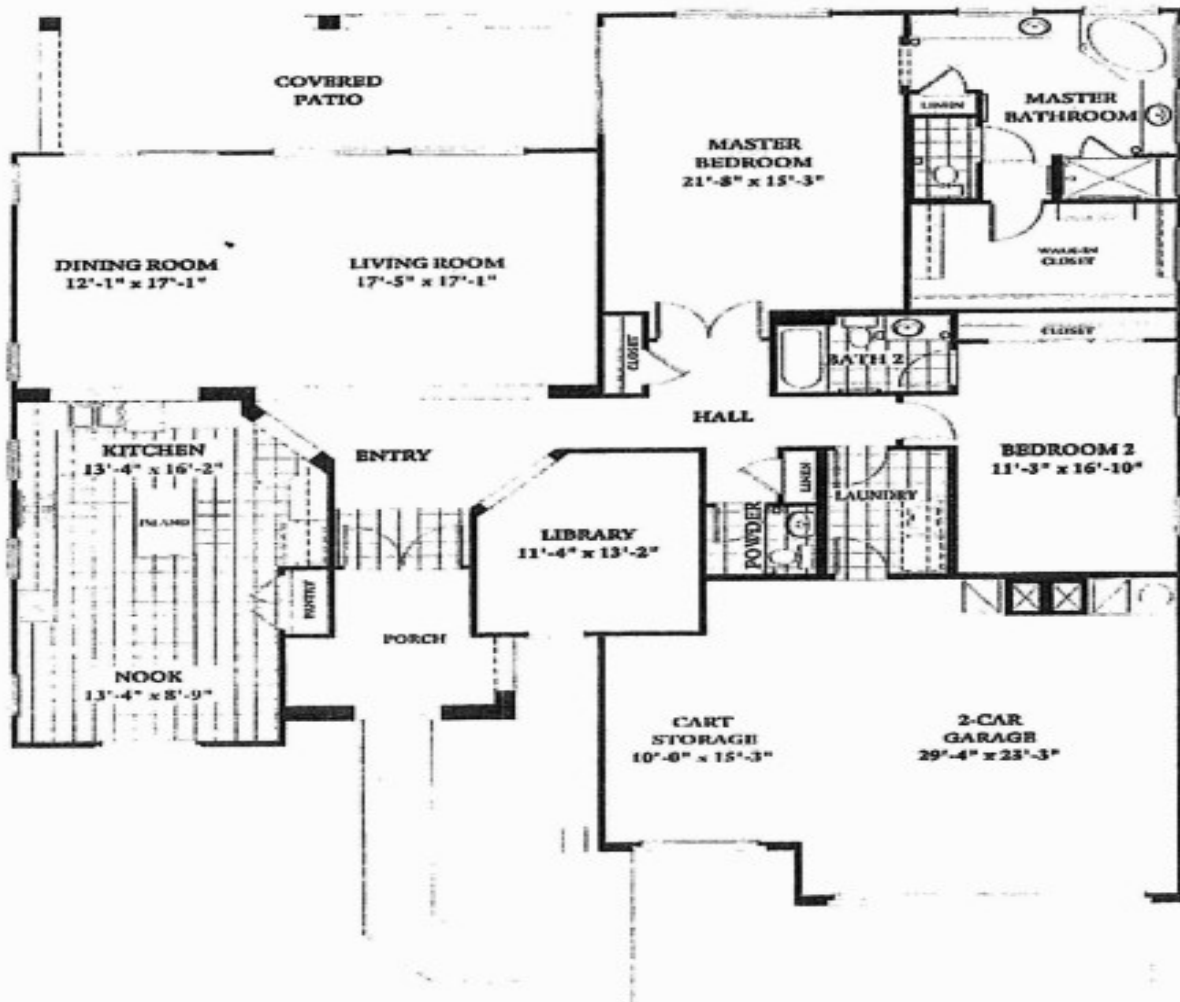 COVERED
PATIO
MASTER
BEDROOM
21'-8" x 15'-3"
LINEN
MASTER
BATHROOM
WALK-IN
CLOSET
DINING ROOM
12'-1" x 17'-1"
LIVING ROOM
17'-5" x 17'-1"
CLOSET
BATH 2
CLOSET
HALL
KITCHEN
13'-4" x 16'-2"
ENTRY
BEDROOM 2
11'-3" x 16'-10"
LINEN
LAUNDRY
ISLAND
LIBRARY
11'-4" x 13'-2"
POWDER
PANTRY
PORCH
NOOK
13'-4" x 8'-9"
CART
STORAGE
10'-0" x 15'-3"
2-CAR
GARAGE
29'-4" x 23'-3"